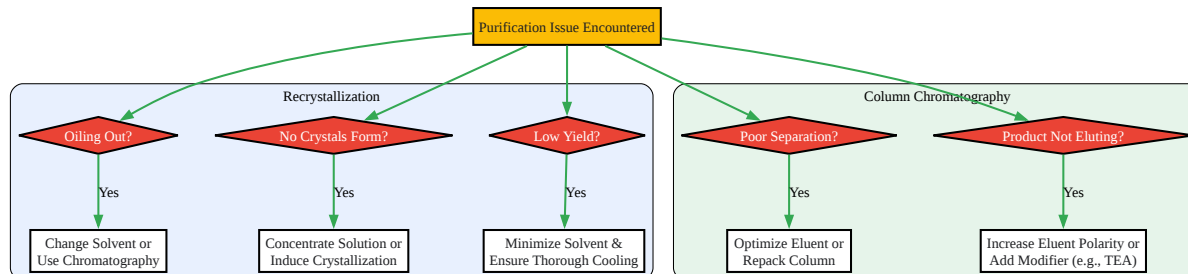 Purification Issue Encountered
Recrystallization
Column Chromatography
Oiling Out?
No Crystals Form?
Low Yield?
Poor Separation?
Product Not Eluting?
Yes
Yes
Yes
Yes
Yes
Change Solvent or
Use Chromatography
Concentrate Solution or
Induce Crystallization
Minimize Solvent &
Ensure Thorough Cooling
Optimize Eluent or
Repack Column
Increase Eluent Polarity or
Add Modifier (e.g., TEA)